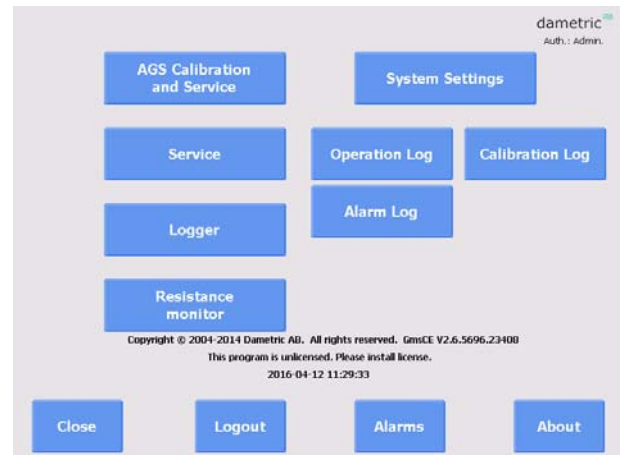 dametric
Auth.: Admin.
AGS Calibration
and Service
System Settings
Service
Operation Log
Calibration Log
Alarm Log
Logger
Resistance
monitor
Copyright © 2004-2014 Dametric AB. All rights reserved. GmsCE V2.6.5696.23400
This program is unlicensed. Please install license.
2016-04-12 11:29:33
Close
Logout
Alarms
About